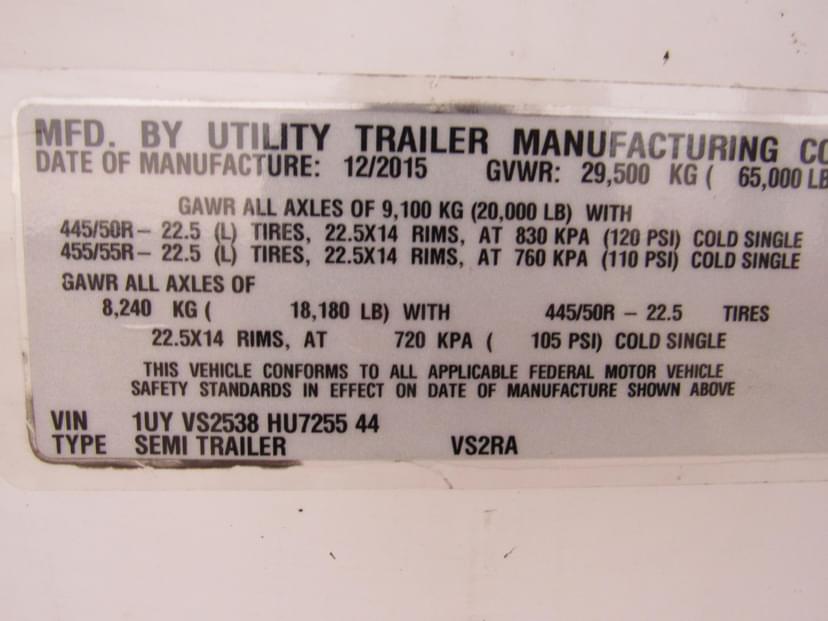 MFD. BY UTILITY TRAILER MANUFACTURING CO
DATE OF MANUFACTURE: 12/2015 GVWR: 29,500 KG ( 65,000 LB
GAWR ALL AXLES OF 9,100 KG (20,000 LB) WITH
445/50R- 22.5 (L) TIRES, 22.5X14 RIMS, AT 830 KPA (120 PSI) COLD SINGLE
455/55R- 22.5 (L) TIRES, 22.5X14 RIMS, AT 760 KPA (110 PSI) COLD SINGLE
GAWR ALL AXLES OF
8,240 KG ( 18,180 LB) WITH 445/50R - 22.5 TIRES
22.5X14 RIMS, AT 720 KPA ( 105 PSI) COLD SINGLE
THIS VEHICLE CONFORMS TO ALL APPLICABLE FEDERAL MOTOR VEHICLE
SAFETY STANDARDS IN EFFECT ON DATE OF MANUFACTURE SHOWN ABOVE
VIN 1UY VS2538 HU7255 44
TYPE SEMI TRAILER VS2RA